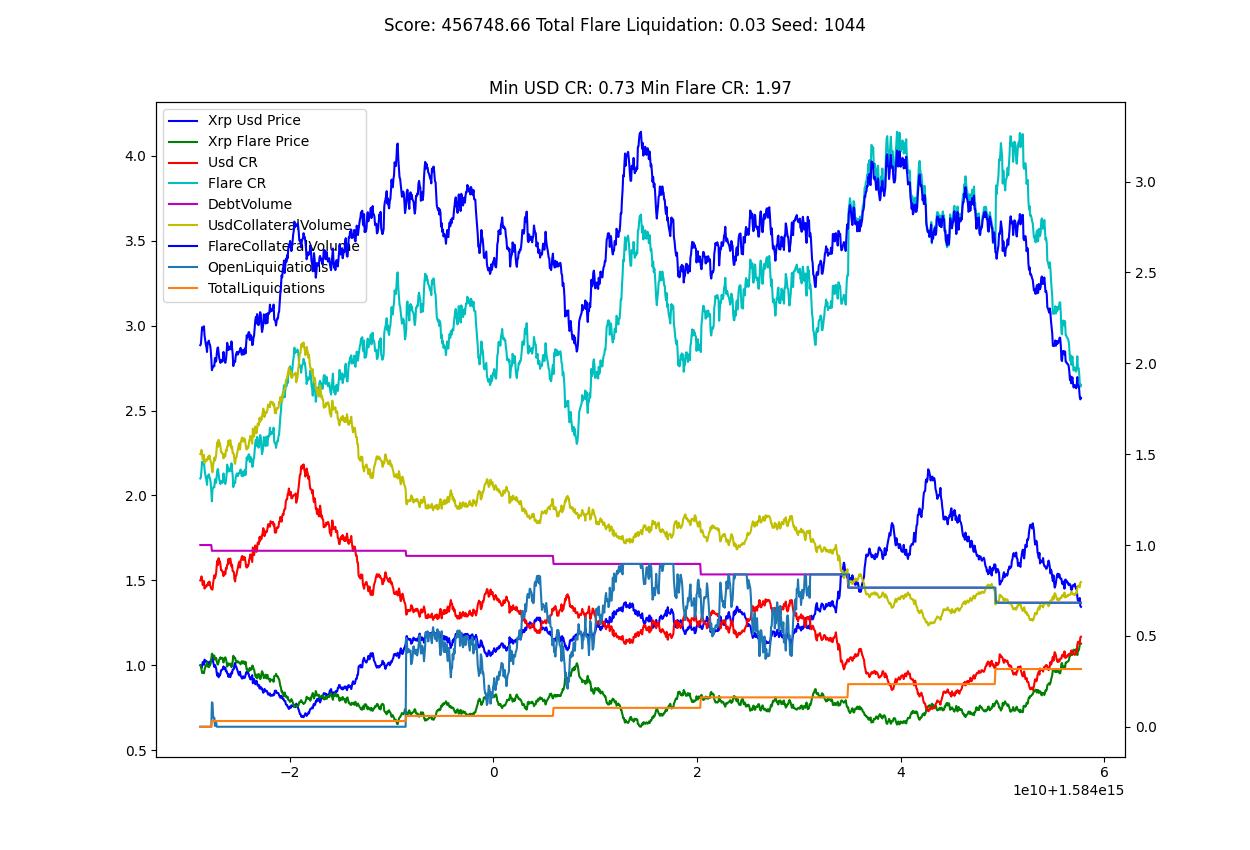 Score: 456748.66 Total Flare Liquidation: 0.03 Seed: 1044
Min USD CR: 0.73 Min Flare CR: 1.97
Xrp Usd Price
Xrp Flare Price
Usd CR
Flare CR
DebtVolume
UsdCollateralVolume
FlareCollateralVolume
OpenLiquidations
TotalLiquidations
4.0
3.5
3.0
2.5
2.0
1.5
1.0
0.5
3.0
2.5
2.0
1.5
1.0
0.5
0.0
−2
0
2
4
6
1e10+1.584e15